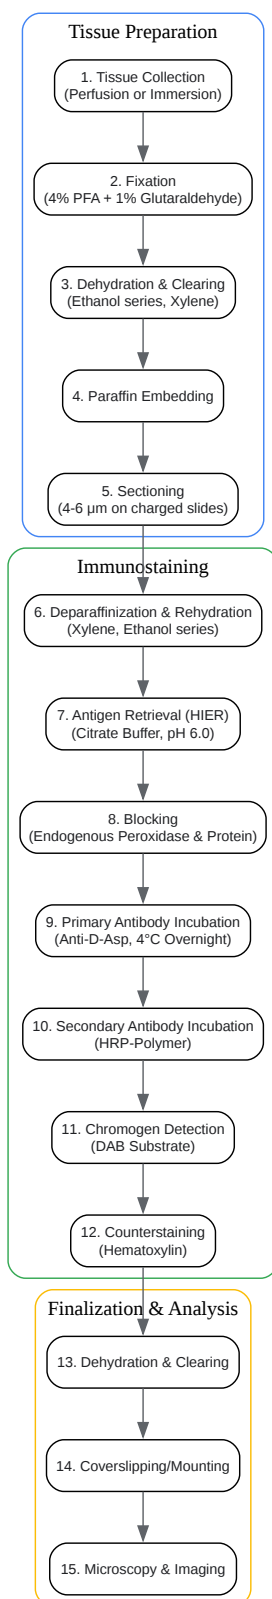 Tissue Preparation
1. Tissue Collection
(Perfusion or Immersion)
2. Fixation
(4% PFA + 1% Glutaraldehyde)
3. Dehydration & Clearing
(Ethanol series, Xylene)
4. Paraffin Embedding
5. Sectioning
(4-6 μm on charged slides)
Immunostaining
6. Deparaffinization & Rehydration
(Xylene, Ethanol series)
7. Antigen Retrieval (HIER)
(Citrate Buffer, pH 6.0)
8. Blocking
(Endogenous Peroxidase & Protein)
9. Primary Antibody Incubation
(Anti-D-Asp, 4°C Overnight)
10. Secondary Antibody Incubation
(HRP-Polymer)
11. Chromogen Detection
(DAB Substrate)
12. Counterstaining
(Hematoxylin)
Finalization & Analysis
13. Dehydration & Clearing
14. Coverslipping/Mounting
15. Microscopy & Imaging